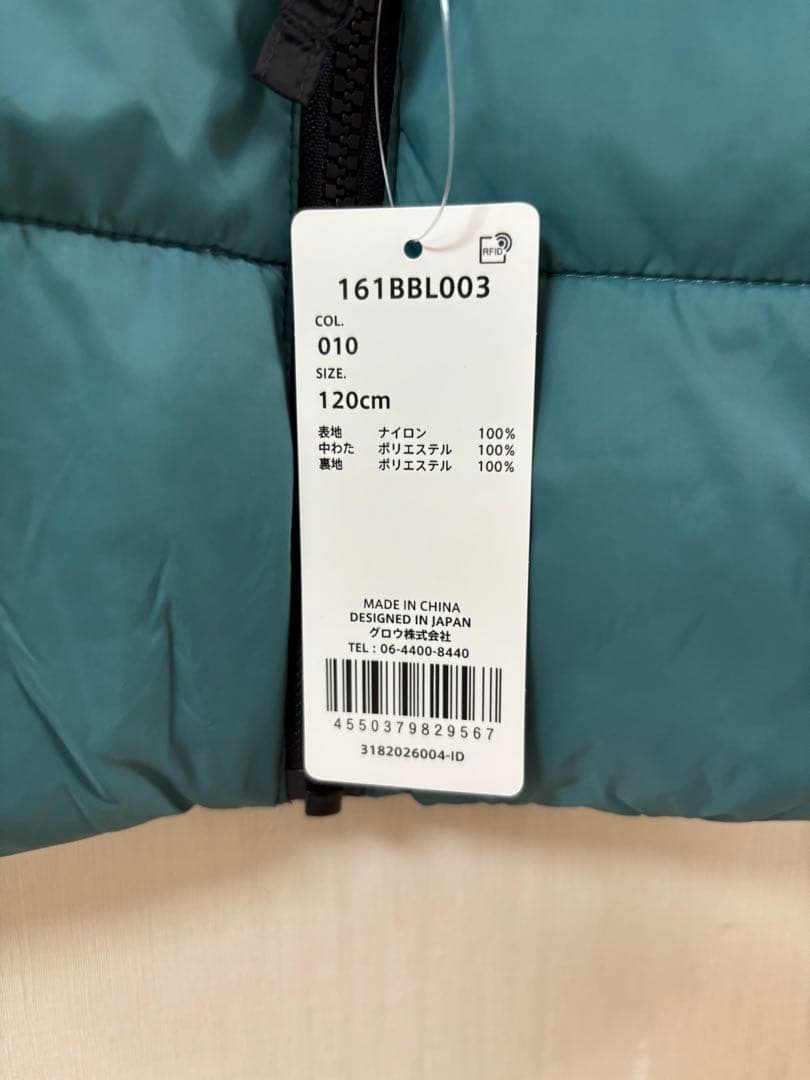 RFID
161BBL003
COL.
010
SIZE.
120cm
表地 ナイロン 100%
中わた ポリエステル 100%
裏地 ポリエステル 100%
MADE IN CHINA
DESIGNED IN JAPAN
グロウ株式会社
TEL : 06-4400-8440
4550379829567
3182026004-ID